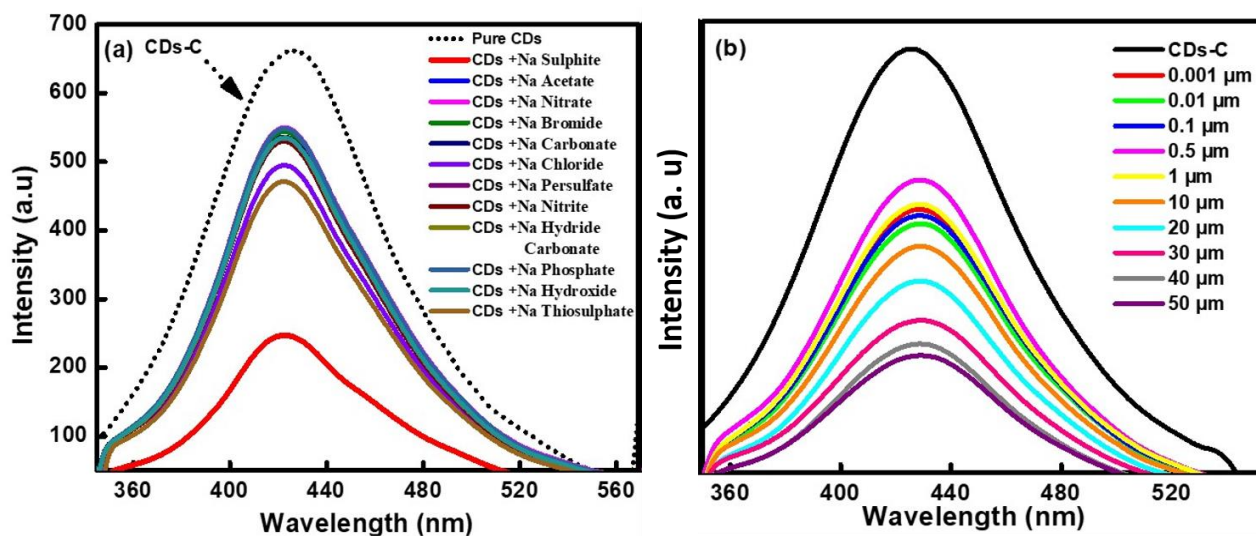 700
600
500
400
300
200
100
Intensity (a.u)
(a)
CDs-C
Pure CDs
CDs +Na Sulphite
CDs +Na Acetate
CDs +Na Nitrate
CDs +Na Bromide
CDs +Na Carbonate
CDs +Na Chloride
CDs +Na Persulfate
CDs +Na Nitrite
CDs +Na Hydride
Carbonate
CDs +Na Phosphate
CDs +Na Hydroxide
CDs +Na Thiosulphate
360 400 440 480 520 560
Wavelength (nm)
Intensity (a. u)
(b)
CDs-C
0.001 µm
0.01 µm
0.1 µm
0.5 µm
1 µm
10 µm
20 µm
30 µm
40 µm
50 µm
360 400 440 480 520
Wavelength (nm)